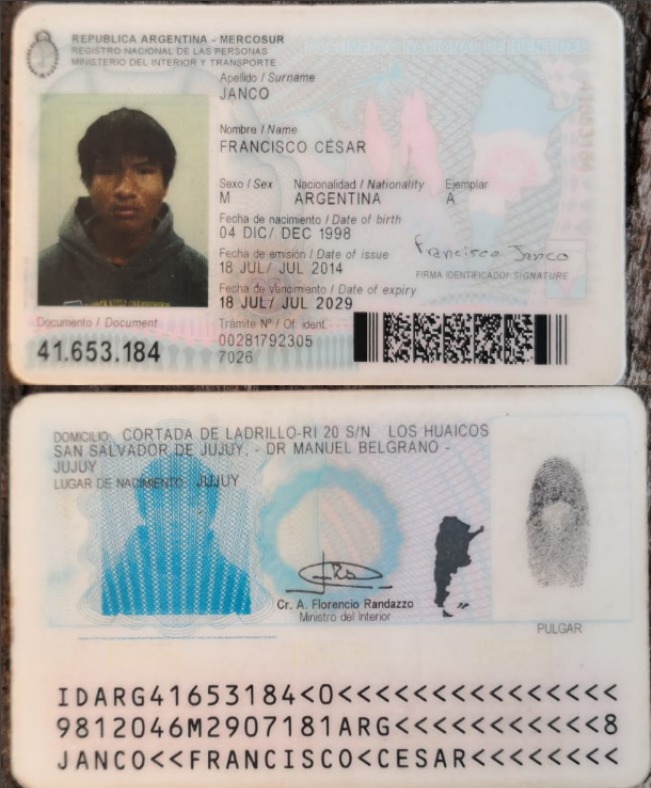 REPUBLICA ARGENTINA - MERCOSUR
REGISTRO NACIONAL DE LAS PERSONAS
MINISTERIO DEL INTERIOR Y TRANSPORTE
DOCUMENTO NACIONAL DE IDENTIDAD
Apellido / Surname
JANCO
Nombre / Name
FRANCISCO CÉSAR
Sexo / Sex Nacionalidad / Nationality Ejemplar
M ARGENTINA A
Fecha de nacimiento / Date of birth
04 DIC/ DEC 1998
Fecha de emisión / Date of issue
18 JUL/ JUL 2014
Francisco Janco
FIRMA IDENTIFICADO/ SIGNATURE
Fecha de vencimiento / Date of expiry
18 JUL/ JUL 2029
Documento / Document
41.653.184
Trámite Nº / Of. ident.
00281792305
7026
41653184
DOMICILIO: CORTADA DE LADRILLO-RI 20 S/N LOS HUAICOS
SAN SALVADOR DE JUJUY. - DR MANUEL BELGRANO -
JUJUY
LUGAR DE NACIMIENTO: JUJUY
Cr. A. Florencio Randazzo
Ministro del Interior
PULGAR
IDARG41653184<0<<<<<<<<<<<<<<<
9812046M2907181ARG<<<<<<<<<<<8
JANCO<<FRANCISCO<CESAR<<<<<<<<